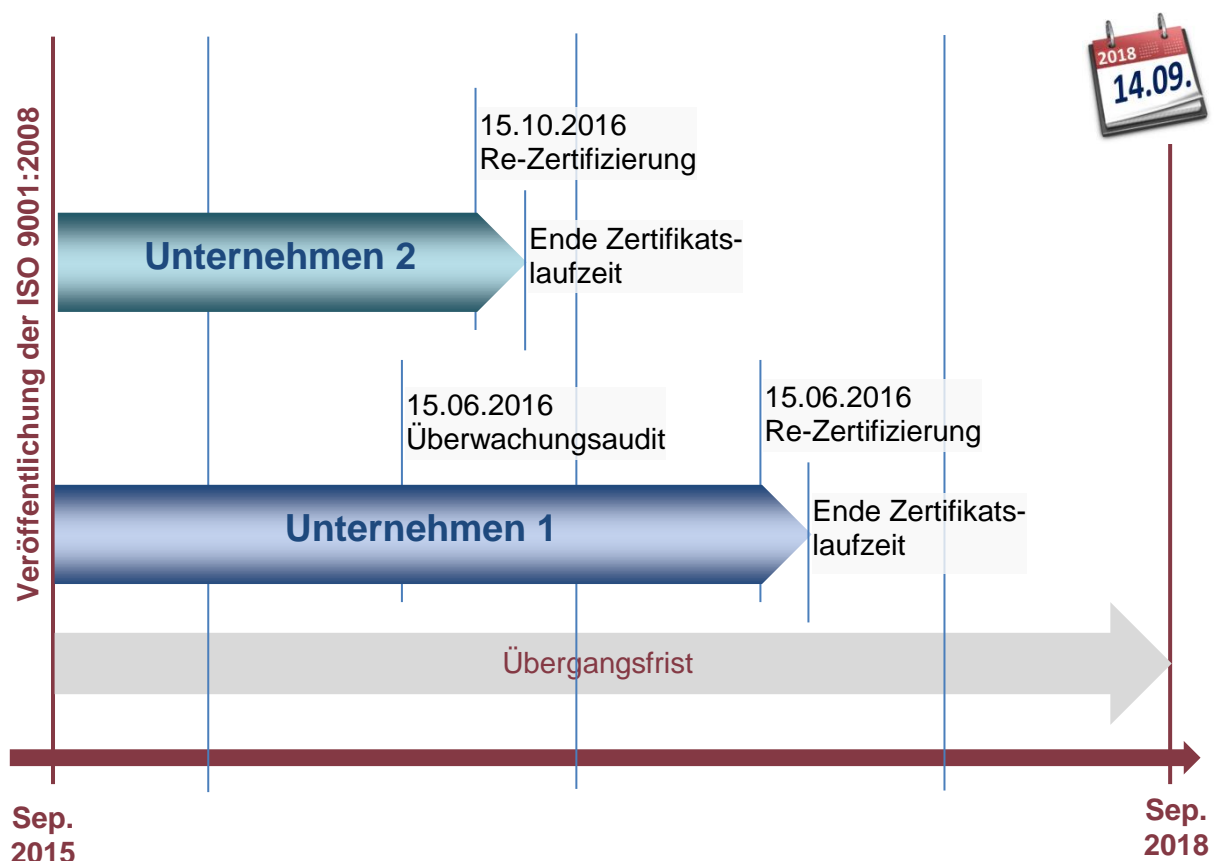 2018
14.09.
Veröffentlichung der ISO 9001:2008
15.10.2016
Re-Zertifizierung
Unternehmen 2
Ende Zertifikats-
laufzeit
15.06.2016
Überwachungsaudit
15.06.2016
Re-Zertifizierung
Unternehmen 1
Ende Zertifikats-
laufzeit
Übergangsfrist
Sep.
2015
Sep.
2018